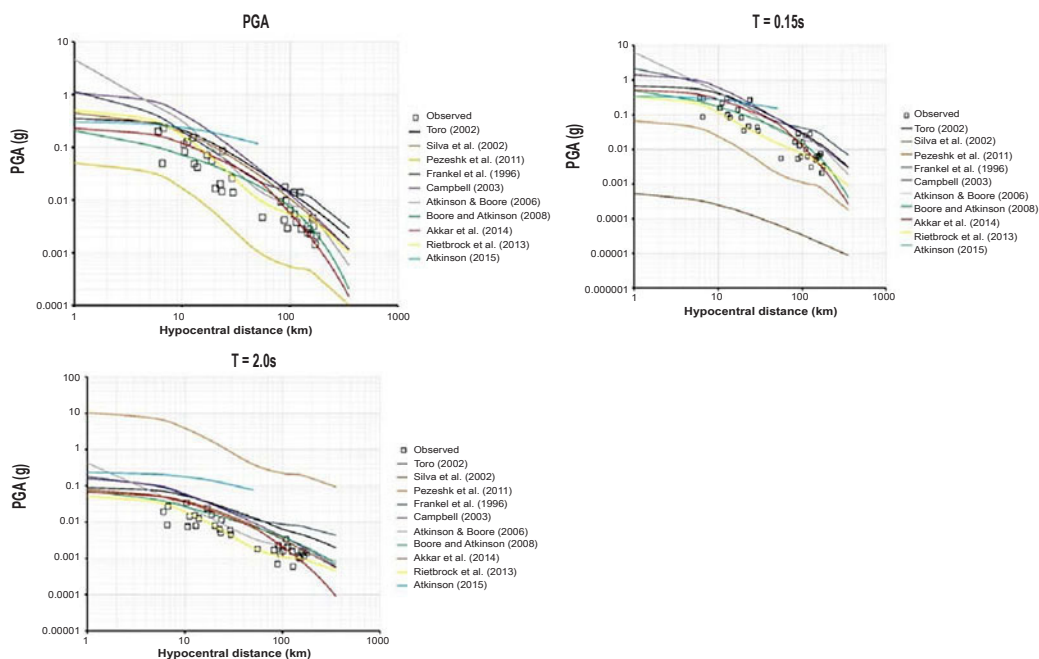 PGA
10
1
0.1
0.01
0.001
0.0001
PGA (g)
1
10
100
1000
Hypocentral distance (km)
Observed
Toro (2002)
Silva et al. (2002)
Pezeshk et al. (2011)
Frankel et al. (1996)
Campbell (2003)
Atkinson & Boore (2006)
Boore and Atkinson (2008)
Akkar et al. (2014)
Rietbrock et al. (2013)
Atkinson (2015)
T = 0.15s
10
1
0.1
0.01
0.001
0.0001
0.00001
0.000001
PGA (g)
1
10
100
1000
Hypocentral distance (km)
Observed
Toro (2002)
Silva et al. (2002)
Pezeshk et al. (2011)
Frankel et al. (1996)
Campbell (2003)
Atkinson & Boore (2006)
Boore and Atkinson (2008)
Akkar et al. (2014)
Rietbrock et al. (2013)
Atkinson (2015)
T = 2.0s
100
10
1
0.1
0.01
0.001
0.0001
0.00001
PGA (g)
1
10
100
1000
Hypocentral distance (km)
Observed
Toro (2002)
Silva et al. (2002)
Pezeshk et al. (2011)
Frankel et al. (1996)
Campbell (2003)
Atkinson & Boore (2006)
Boore and Atkinson (2008)
Akkar et al. (2014)
Rietbrock et al. (2013)
Atkinson (2015)